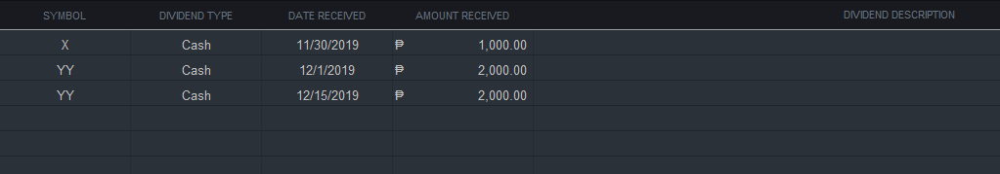 SYMBOL DIVIDEND TYPE DATE RECEIVED AMOUNT RECEIVED DIVIDEND DESCRIPTION
X Cash 11/30/2019 ₱ 1,000.00
YY Cash 12/1/2019 ₱ 2,000.00
YY Cash 12/15/2019 ₱ 2,000.00